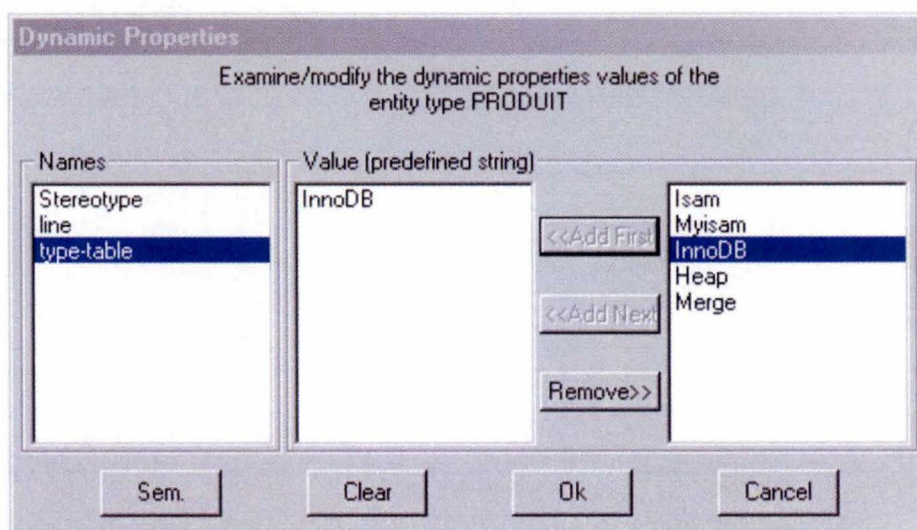 Dynamic Properties
Examine/modify the dynamic properties values of the
entity type PRODUIT
Names
Value (predefined string)
Stereotype
line
type-table
InnoDB
<<Add First
<<Add Next
Remove>>
Isam
Myisam
InnoDB
Heap
Merge
Sem.
Clear
Ok
Cancel